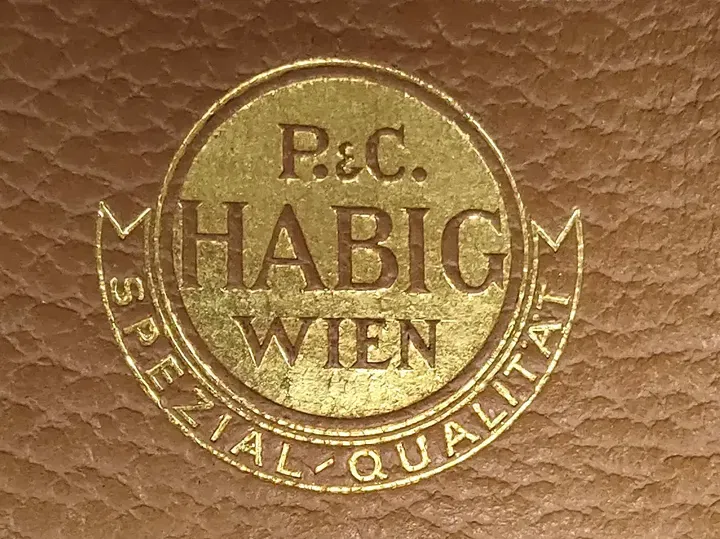 P. & C.
HABIG
WIEN
SPEZIAL-QUALITÄT